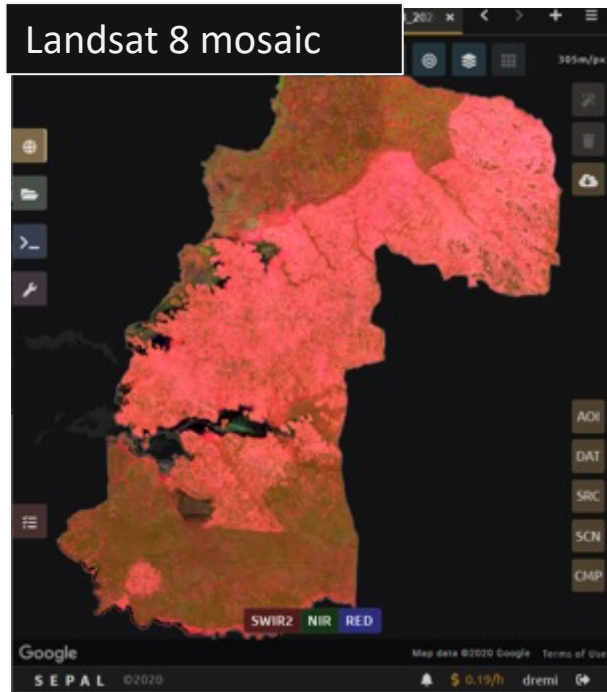 Landsat 8 mosaic
305m/px
AOI
DAT
SRC
SCN
CMP
SWIR2 NIR RED
Google
Map data ©2020 Google Terms of Use
SEPAL ©2020
$ 0.19/h dremi